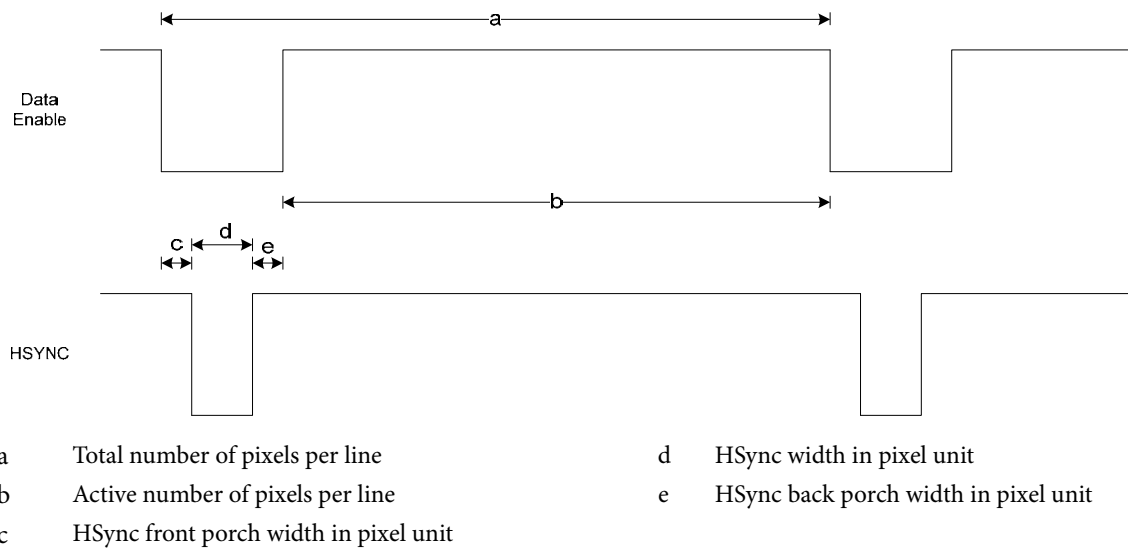 a
Data
Enable
b
d
c
e
HSYNC
a Total number of pixels per line
b Active number of pixels per line
c HSync front porch width in pixel unit
d HSync width in pixel unit
e HSync back porch width in pixel unit